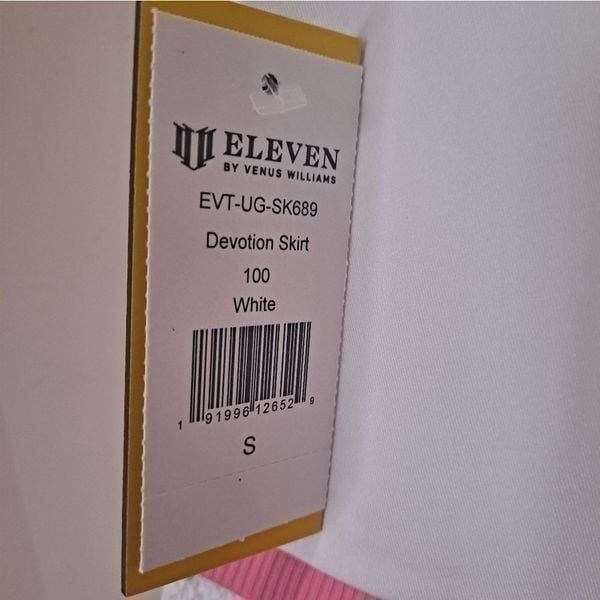 ELEVEN
BY VENUS WILLIAMS
EVT-UG-SK689
Devotion Skirt
100
White
1 91996 12652 9
S